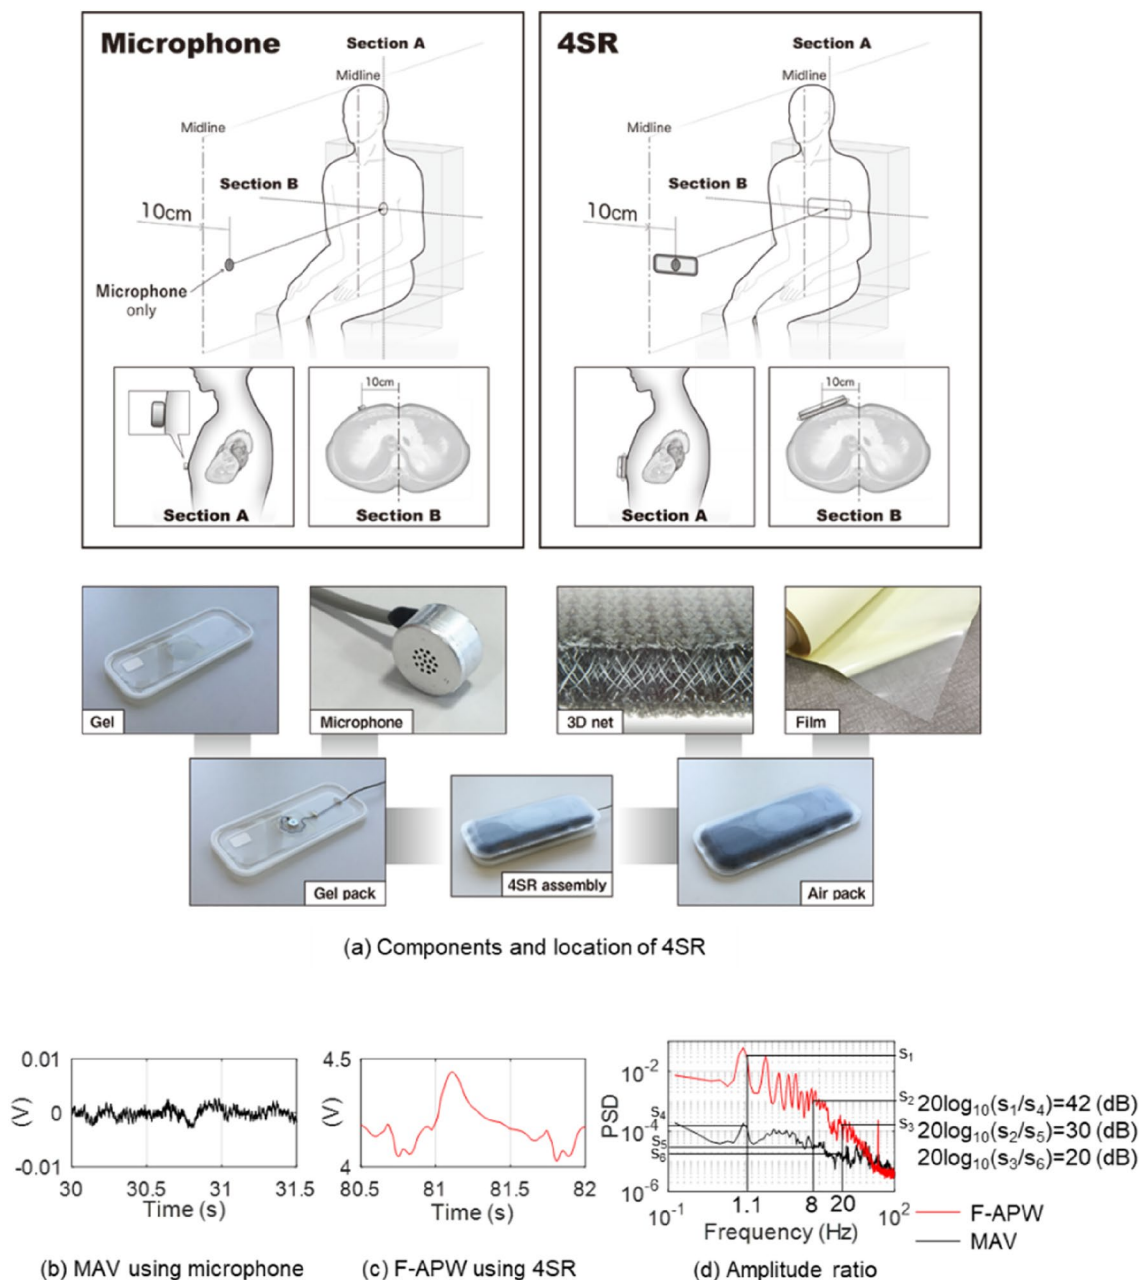 Microphone
Section A
Midline
Midline
Section B
10cm
Microphone
only
10cm
Section A
Section B
4SR
Section A
Midline
Midline
Section B
10cm
10cm
Section A
Section B
Gel
Microphone
3D net
Film
Gel pack
4SR assembly
Air pack
(a) Components and location of 4SR
0.01
0
-0.01
(V)
30
30.5
31
31.5
Time (s)
(b) MAV using microphone
4.5
4
(V)
80.5
81
81.5
82
Time (s)
(c) F-APW using 4SR
PSD
10-2
10-4
10-6
s4
s5
s6
s1
s2
s3
20log10(s1/s4)=42 (dB)
20log10(s2/s5)=30 (dB)
20log10(s3/s6)=20 (dB)
1.1
8
20
10-1
102
Frequency (Hz)
F-APW
MAV
(d) Amplitude ratio